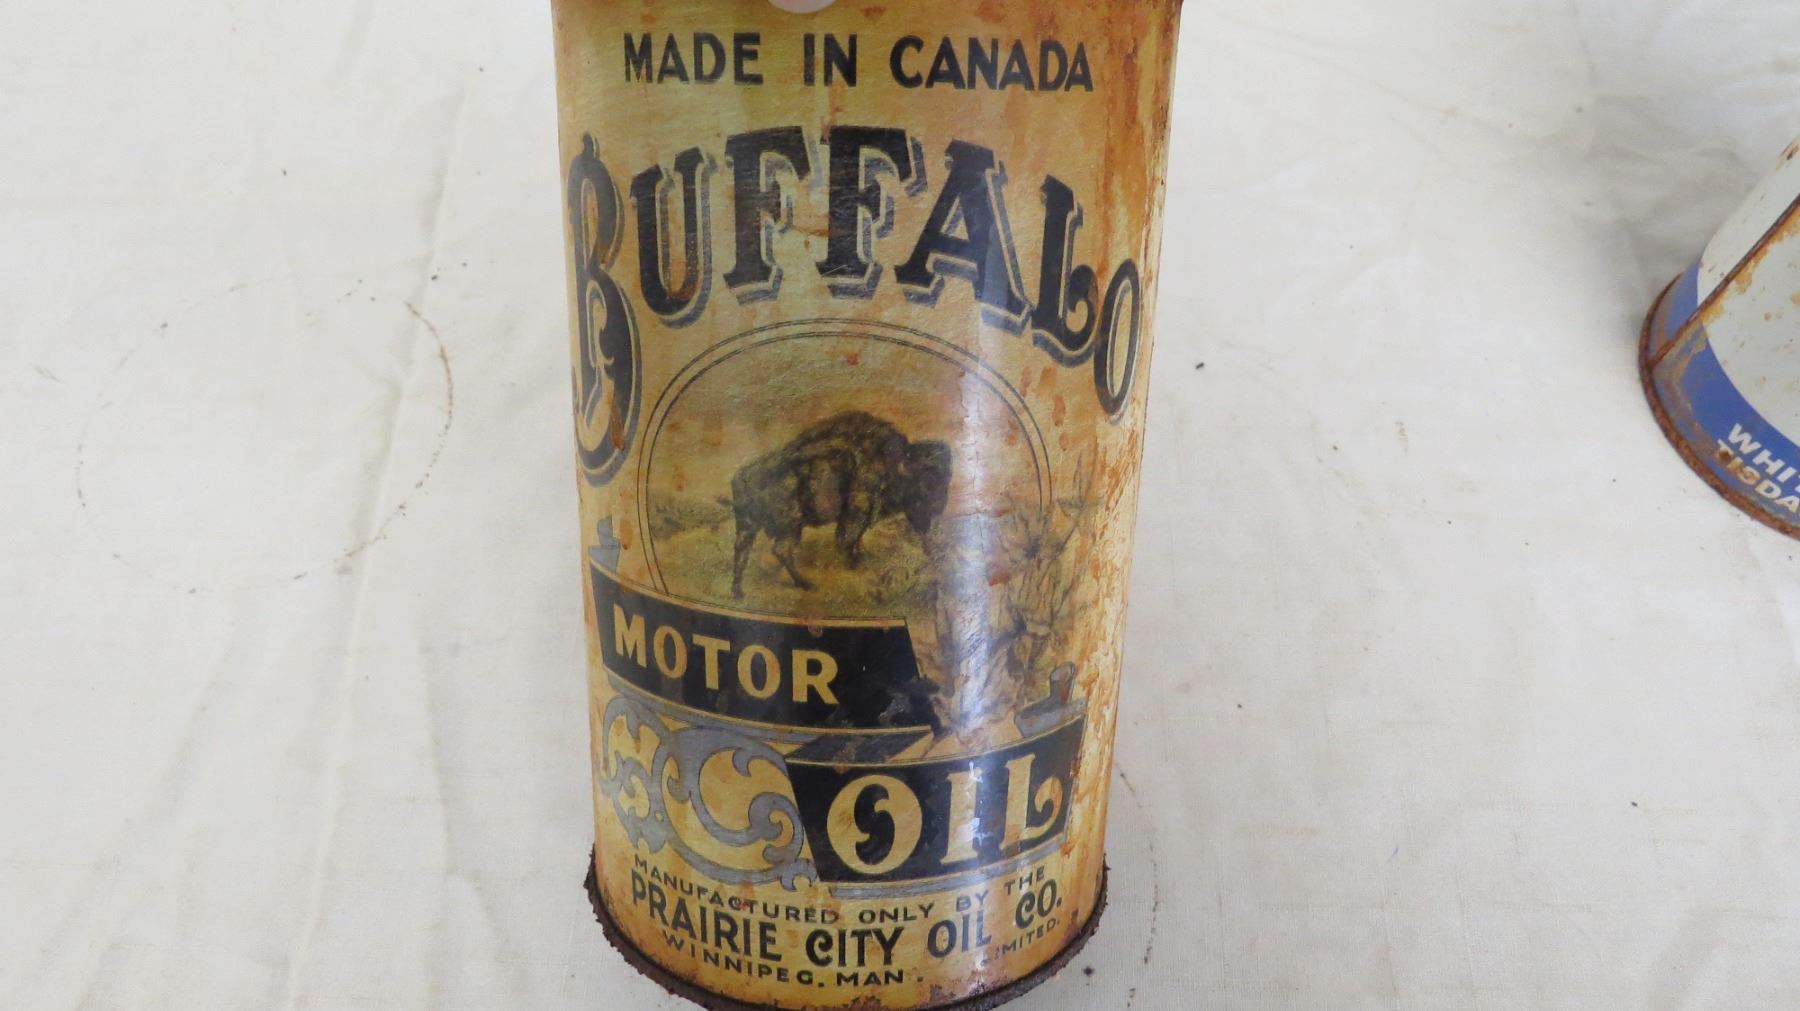 MADE IN CANADA
BUFFALO
MOTOR
OIL
MANUFACTURED ONLY BY THE
PRAIRIE CITY OIL CO.
LIMITED.
WINNIPEG. MAN.